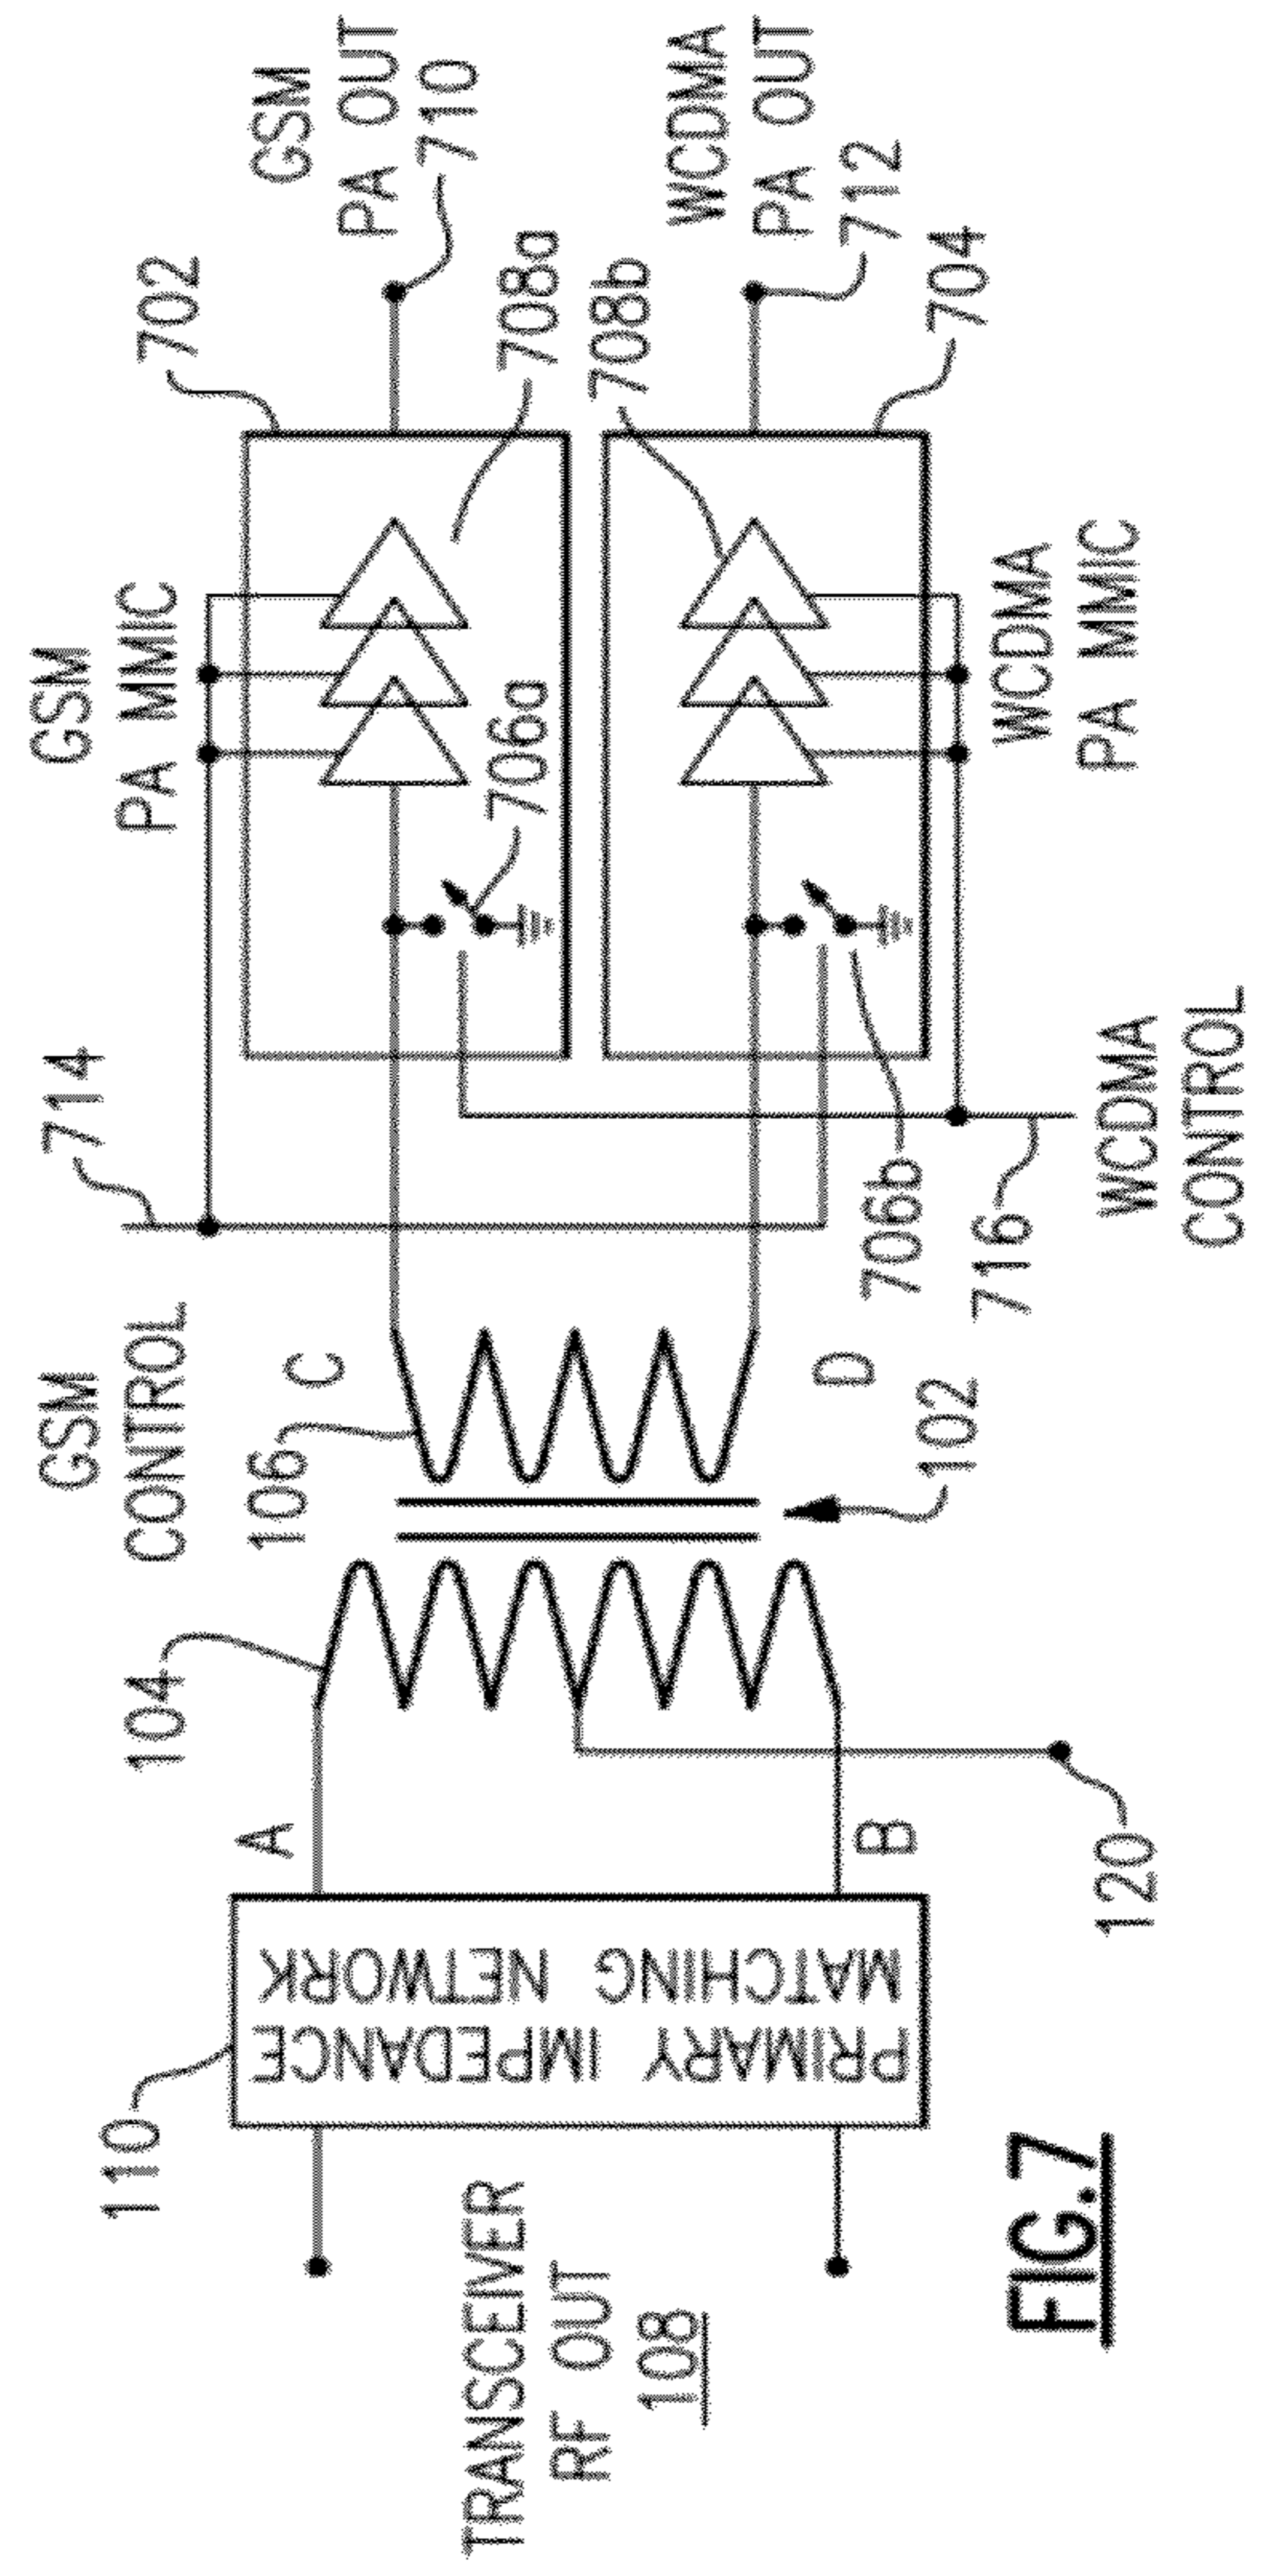 TRANSCEIVER
RF OUT
108
110
PRIMARY IMPEDANCE
MATCHING NETWORK
A
B
104
120
GSM
CONTROL
106
C
D
102
714
706b
716
WCDMA
CONTROL
GSM
PA MMIC
702
706a
708a
708b
GSM
PA OUT
710
WCDMA
PA OUT
712
704
WCDMA
PA MMIC
FIG.7